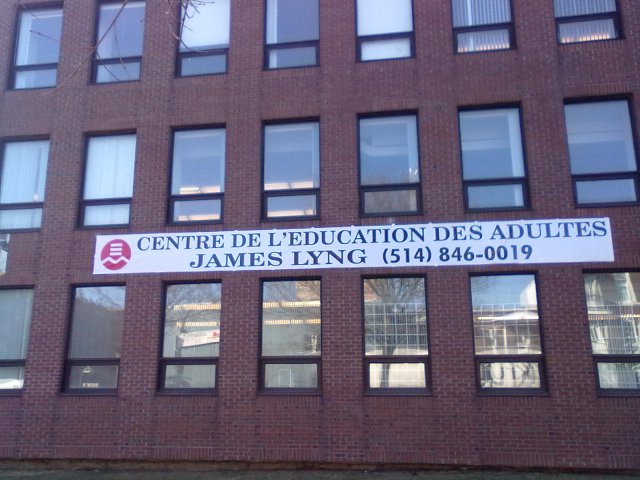 CENTRE DE L'EDUCATION DES ADULTES
JAMES LYNG (514) 846-0019